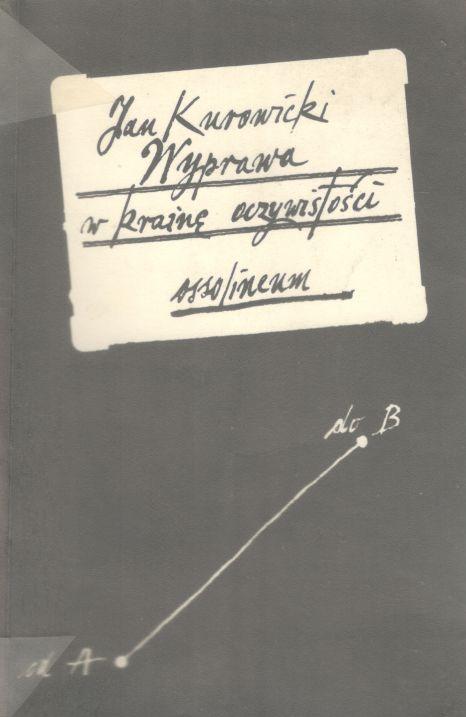 Jan Kurowicki
Wyprawa
w krainę oczywistości
ossolineum
do B
od A